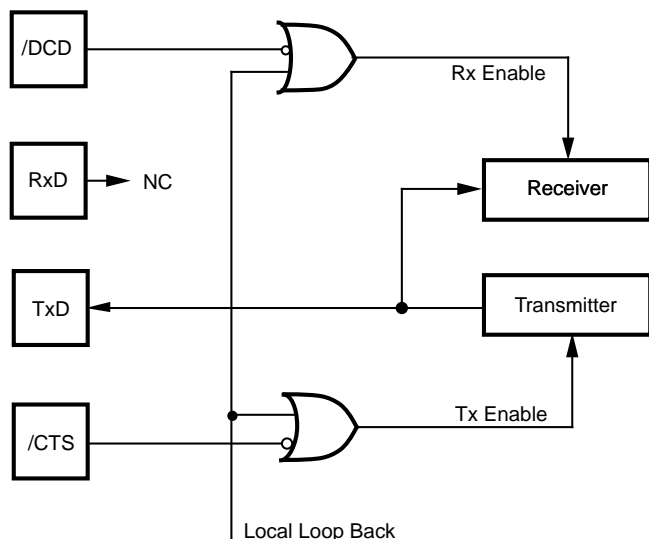 /DCD
Rx Enable
RxD
NC
Receiver
TxD
Transmitter
Tx Enable
/CTS
Local Loop Back